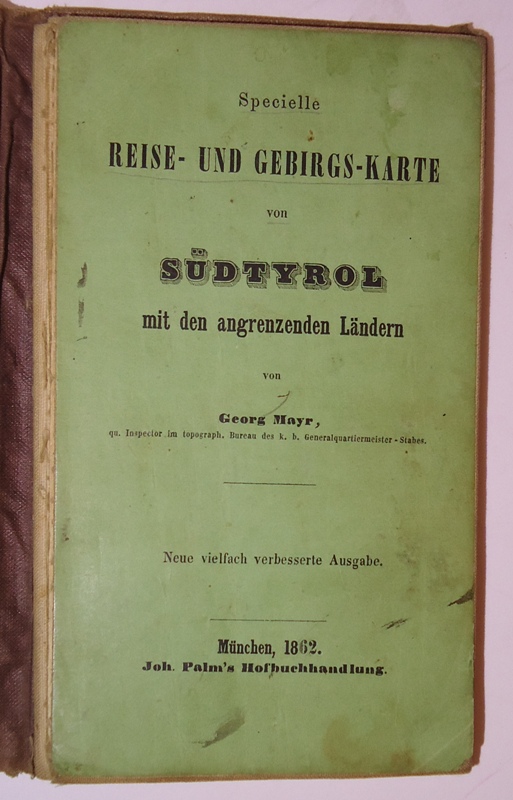 Specielle
REISE- UND GEBIRGS-KARTE
von
SÜDTYROL
mit den angrenzenden Ländern
von
Georg Mayr,
qu. Inspector im topograph. Bureau des k. b. Generalquartiermeister-Stabes.
Neue vielfach verbesserte Ausgabe.
München, 1862.
Joh. Palm's Hofbuchhandlung.